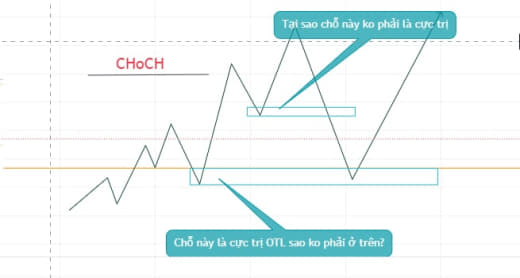 Tại sao chỗ này ko phải là cực trị
CHoCH
Chỗ này là cực trị OTL sao ko phải ở trên?